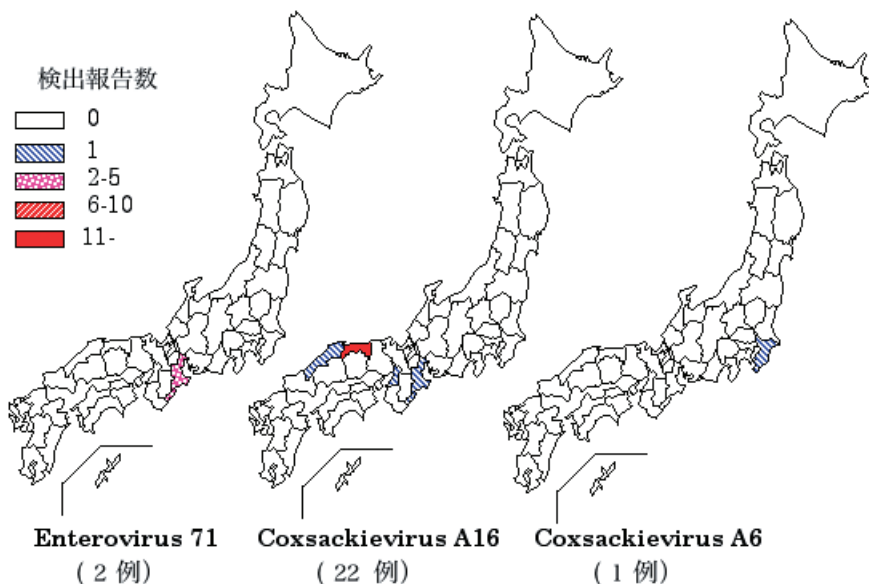 検出報告数
0
1
2-5
6-10
11-
Enterovirus 71
( 2 例)
Coxsackievirus A16
( 22 例)
Coxsackievirus A6
( 1 例)